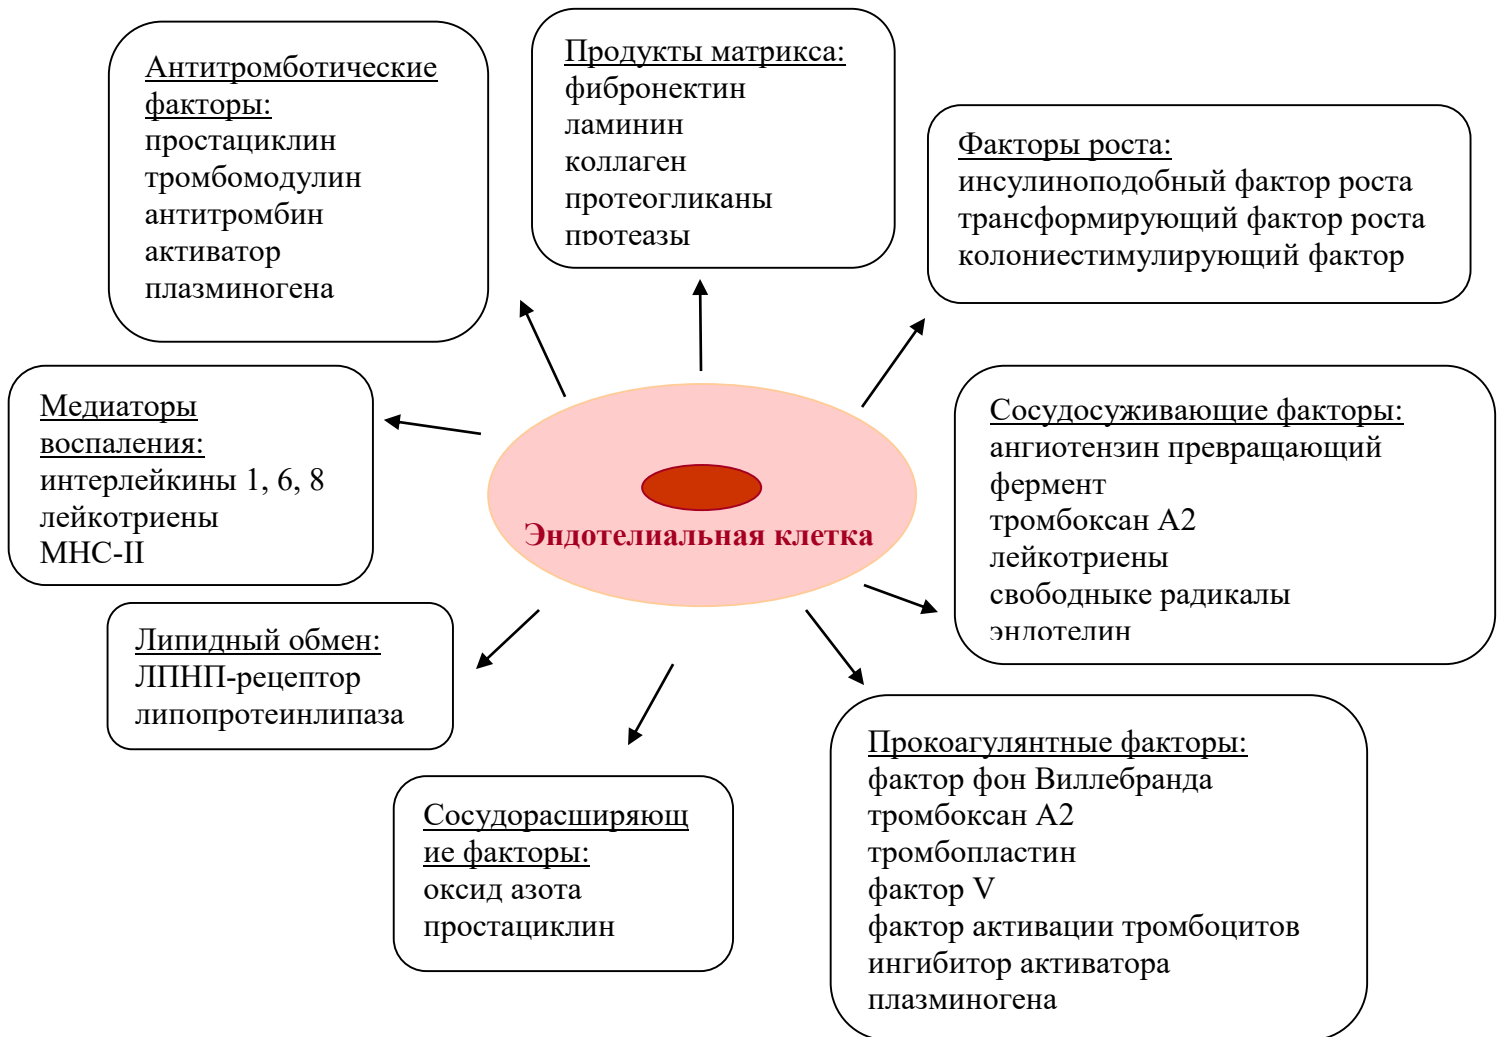 Антитромботические
факторы:
простациклин
тромбомодулин
антитромбин
активатор
плазминогена
Продукты матрикса:
фибронектин
ламинин
коллаген
протеогликаны
протеазы
Факторы роста:
инсулиноподобный фактор роста
трансформирующий фактор роста
колониестимулирующий фактор
Медиаторы
воспаления:
интерлейкины 1, 6, 8
лейкотриены
МНС-II
Эндотелиальная клетка
Сосудосуживающие факторы:
ангиотензин превращающий
фермент
тромбоксан А2
лейкотриены
свободныке радикалы
эндотелин
Липидный обмен:
ЛПНП-рецептор
липопротеинлипаза
Сосудорасширяющ
ие факторы:
оксид азота
простациклин
Прокоагулянтные факторы:
фактор фон Виллебранда
тромбоксан А2
тромбопластин
фактор V
фактор активации тромбоцитов
ингибитор активатора
плазминогена